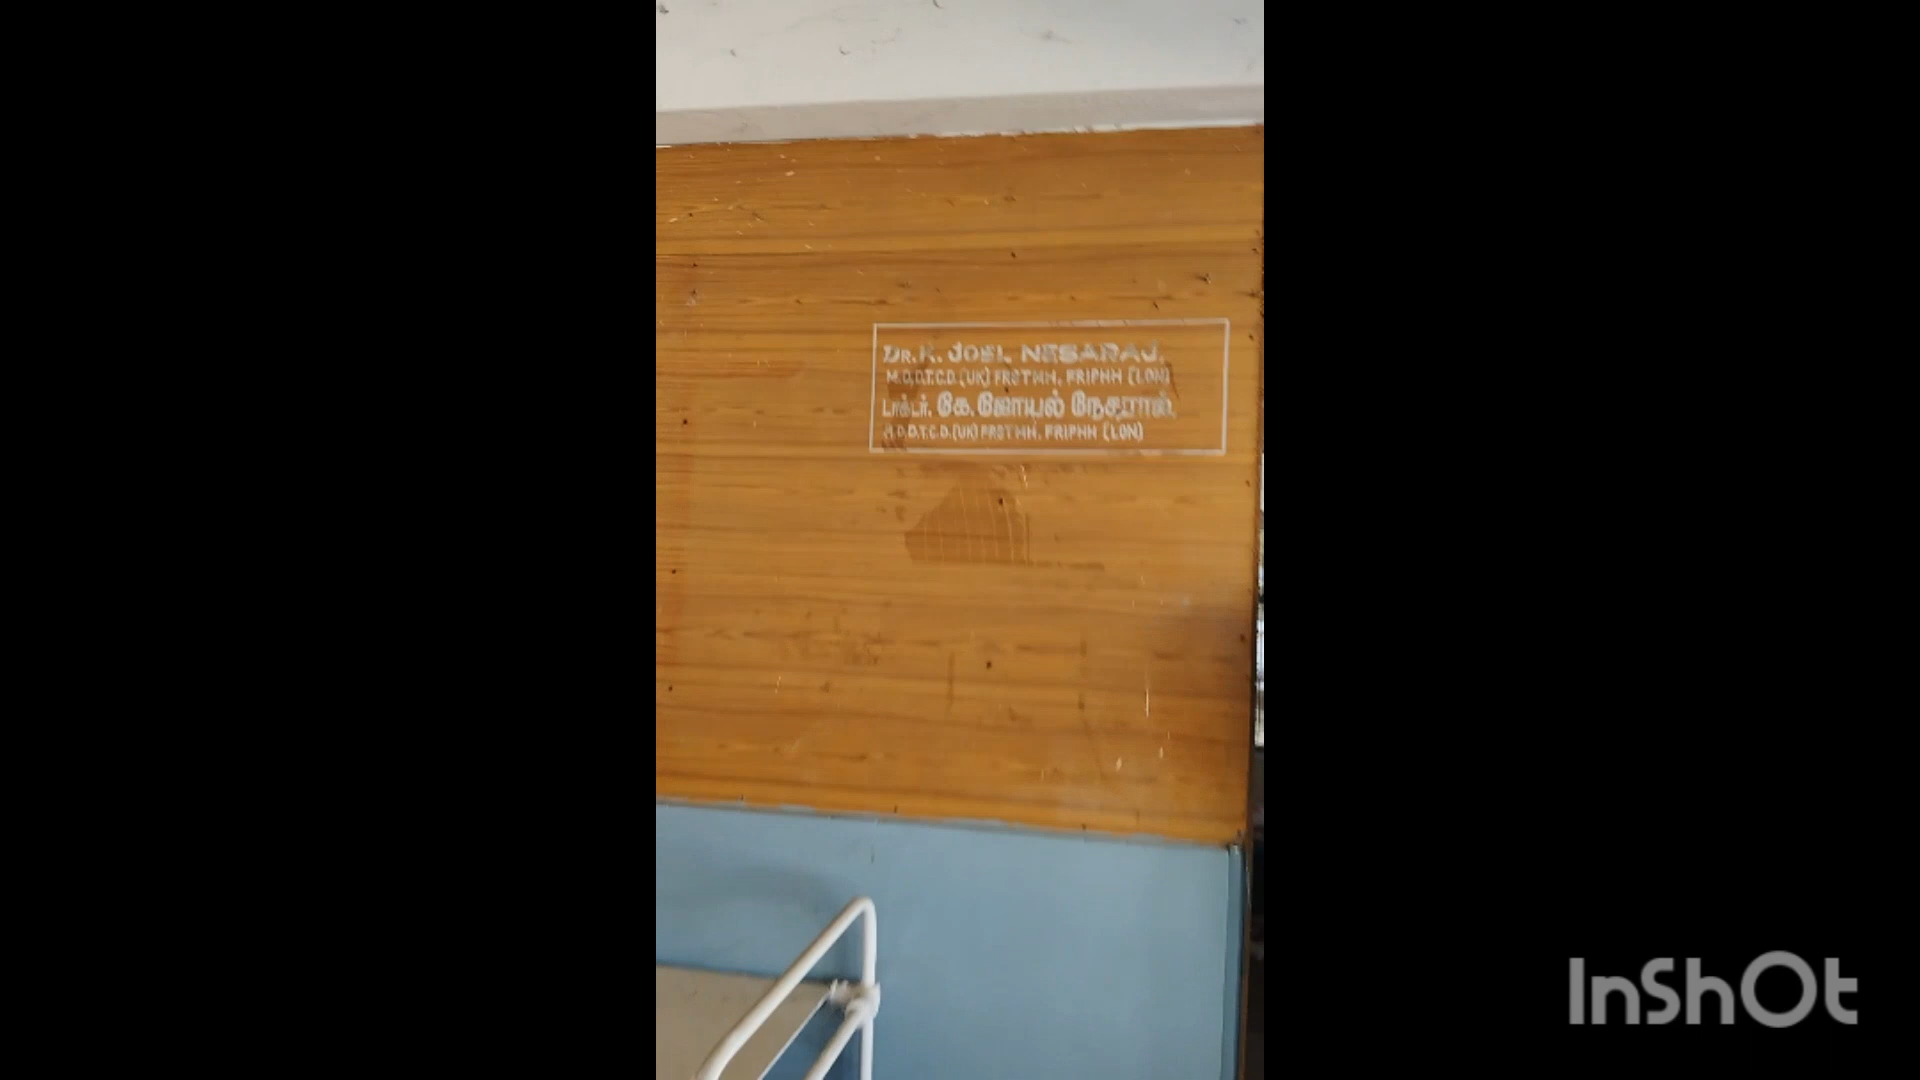 DR. K. JOEL NESARAJ.
M.D,D.T.C.D.(UK) FRSTMH, FRIPHH (LON)
டாக்டர். கே. ஜோயல் நேசராஜ்.
M.D.D.T.C.D.(UK) FRSTMH, FRIPHH (LON)
InShOt